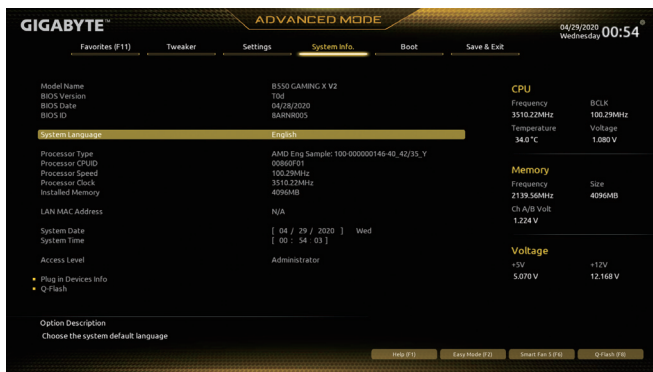 GIGABYTE™
ADVANCED MODE
04/29/2020
Wednesday 00:54
Favorites (F11) Tweaker Settings System Info. Boot Save & Exit
Model Name B550 GAMING X V2
BIOS Version T0d
BIOS Date 04/28/2020
BIOS ID 8ARNR005
System Language English
Processor Type AMD Eng Sample: 100-000000146-40_42/35_Y
Processor CPUID 00860F01
Processor Speed 100.29MHz
Processor Clock 3510.22MHz
Installed Memory 4096MB
LAN MAC Address N/A
System Date [ 04 / 29 / 2020 ] Wed
System Time [ 00 : 54 : 03 ]
Access Level Administrator
Plug in Devices Info
Q-Flash
CPU
Frequency BCLK
3510.22MHz 100.29MHz
Temperature Voltage
34.0 °C 1.080 V
Memory
Frequency Size
2139.56MHz 4096MB
Ch A/B Volt
1.224 V
Voltage
+5V +12V
5.070 V 12.168 V
Option Description
Choose the system default language
Help (F1) Easy Mode (F2) Smart Fan 5 (F6) Q-Flash (F8)